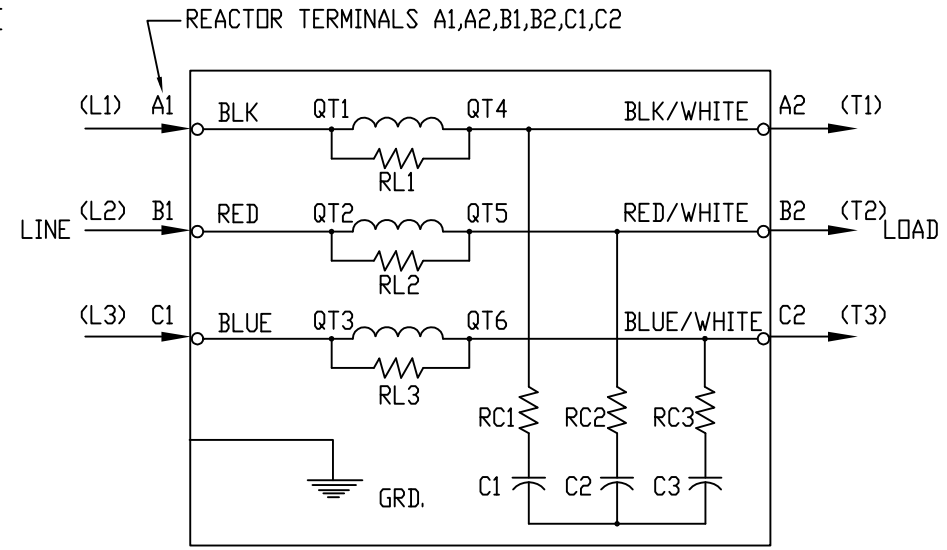 REACTOR TERMINALS A1,A2,B1,B2,C1,C2
(L1) A1 BLK QT1 QT4 BLK/WHITE A2 (T1)
RL1
LINE (L2) B1 RED QT2 QT5 RED/WHITE B2 (T2) LOAD
RL2
(L3) C1 BLUE QT3 QT6 BLUE/WHITE C2 (T3)
RL3
RC1 RC2 RC3
C1 C2 C3
GRD.